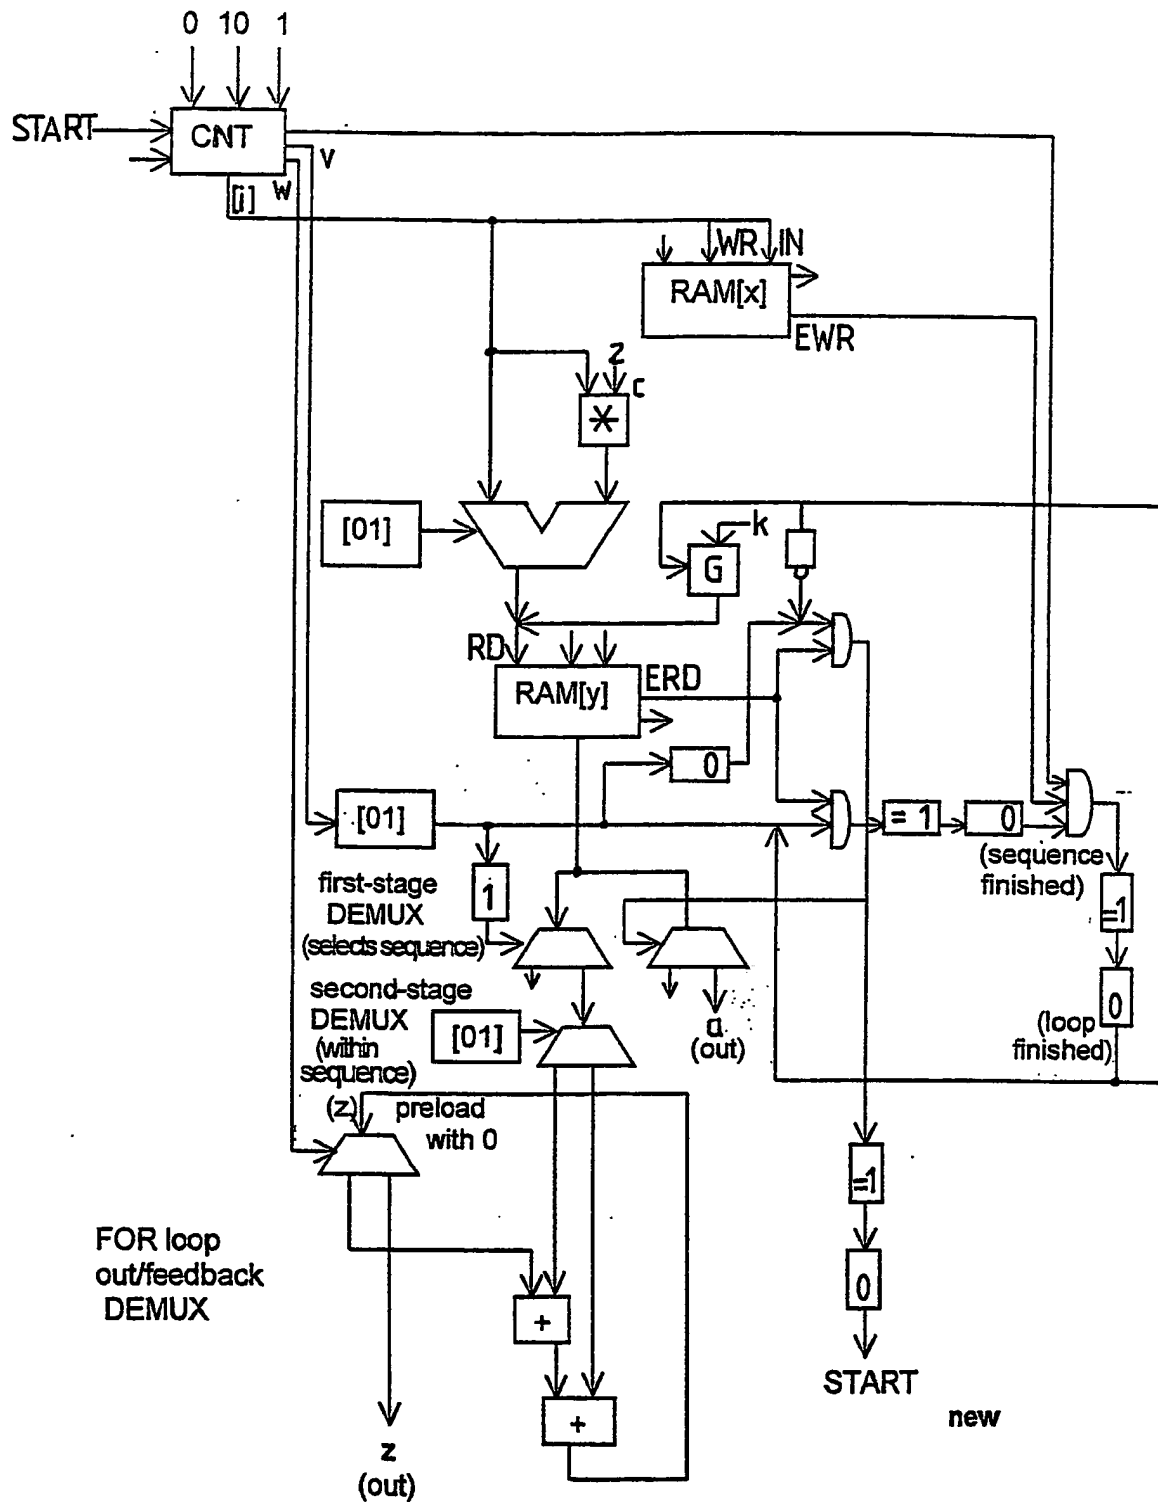 0 10 1
START
CNT
V
W
[i]
WR IN
RAM[x]
EWR
2
C
*
[01]
k
G
RD
ERD
RAM[y]
0
[01]
= 1
0
(sequence
finished)
first-stage
DEMUX
(selects sequence)
1
=1
second-stage
DEMUX
(within
sequence)
[01]
a
(out)
0
(loop
finished)
(z)
preload
with 0
=1
FOR loop
out/feedback
DEMUX
0
+
START
new
+
z
(out)